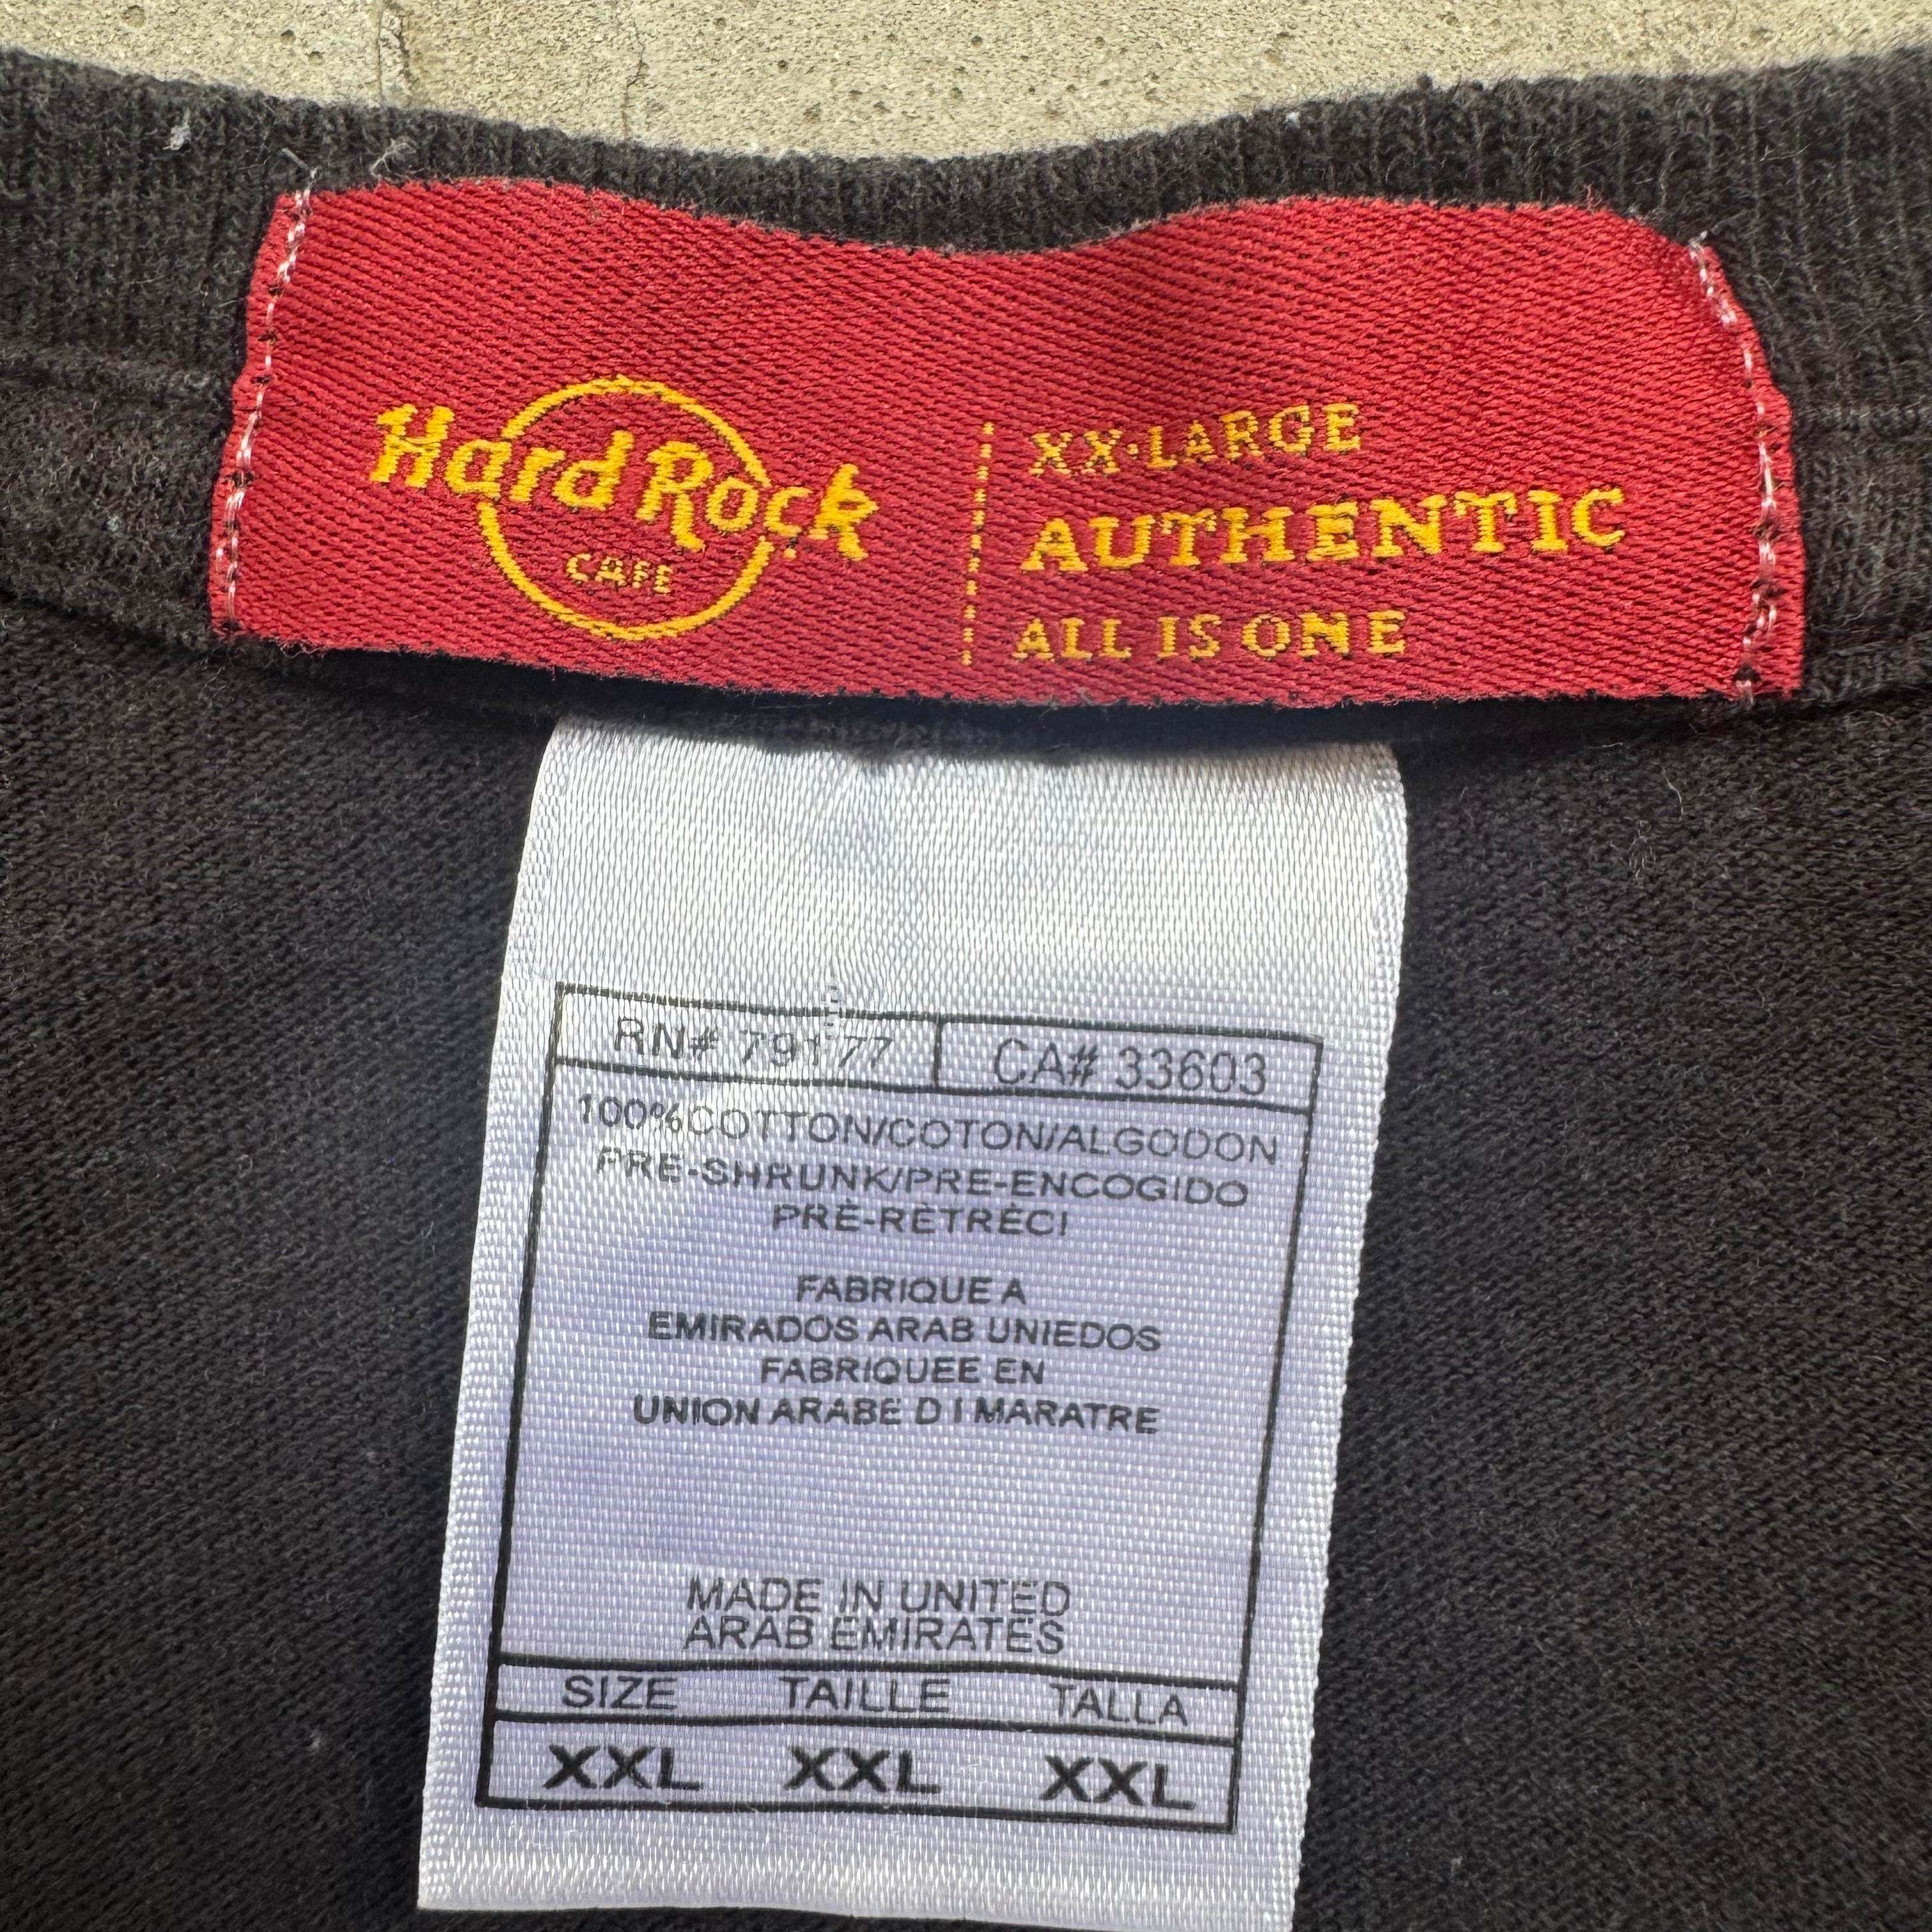 Hard Rock
CAFE
XX·LARGE
AUTHENTIC
ALL IS ONE
RN# 79177
CA# 33603
100%COTTON/COTON/ALGODON
PRE-SHRUNK/PRE-ENCOGIDO
PRÈ-RÈTRÈCI
FABRIQUE A
EMIRADOS ARAB UNIEDOS
FABRIQUEE EN
UNION ARABE D I MARATRE
MADE IN UNITED
ARAB EMIRATES
SIZE TAILLE TALLA
XXL XXL XXL